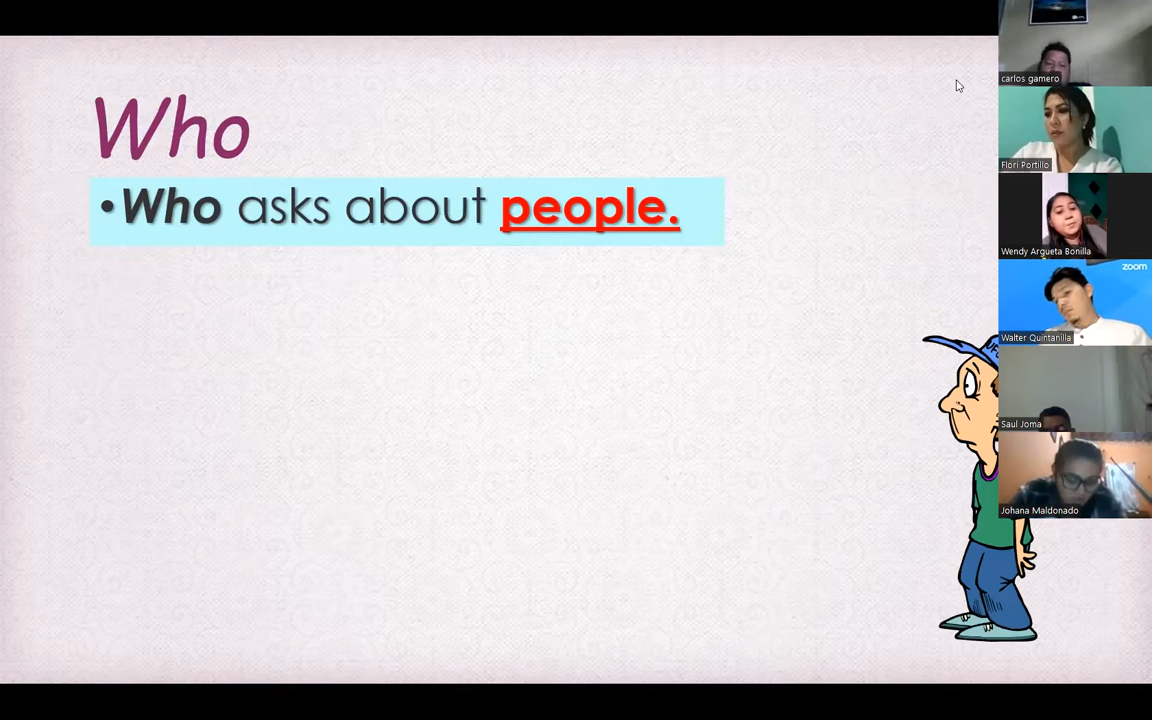 Who
•Who asks about people.
carlos gamero
Flori Portillo
Wendy Argueta Bonilla
zoom
Walter Quintanilla
Saul Joma
Johana Maldonado